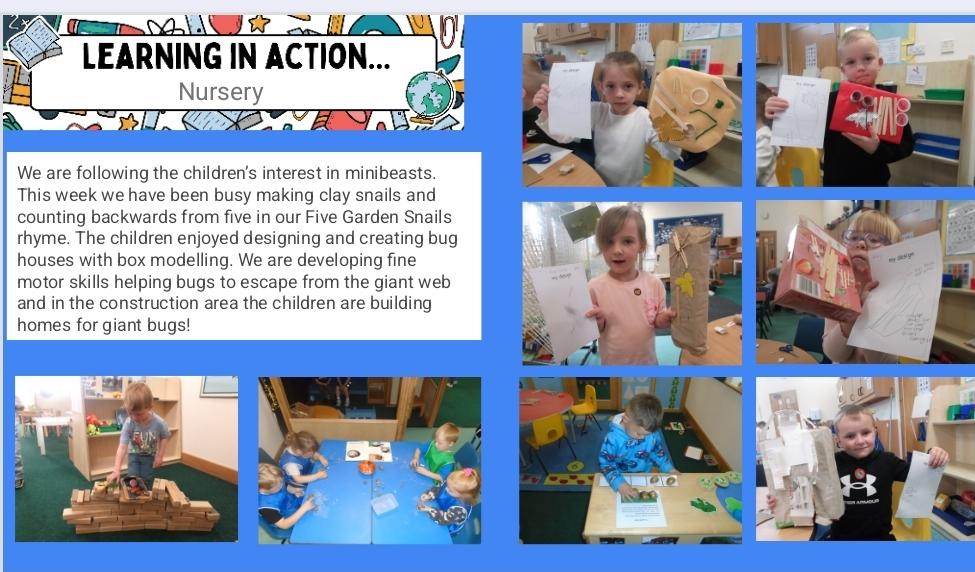 LEARNING IN ACTION...
Nursery
We are following the children's interest in minibeasts.
This week we have been busy making clay snails and
counting backwards from five in our Five Garden Snails
rhyme. The children enjoyed designing and creating bug
houses with box modelling. We are developing fine
motor skills helping bugs to escape from the giant web
and in the construction area the children are building
homes for giant bugs!
my design
my design
my design
my design